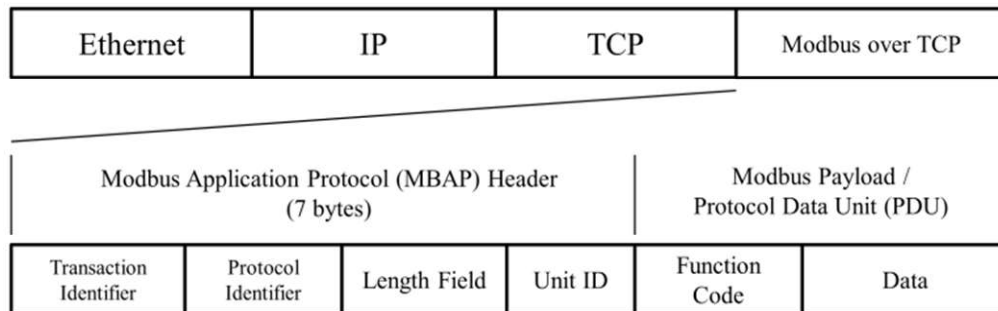 Ethernet IP TCP Modbus over TCP
Modbus Application Protocol (MBAP) Header
(7 bytes)
Modbus Payload /
Protocol Data Unit (PDU)
Transaction
Identifier
Protocol
Identifier
Length Field
Unit ID
Function
Code
Data